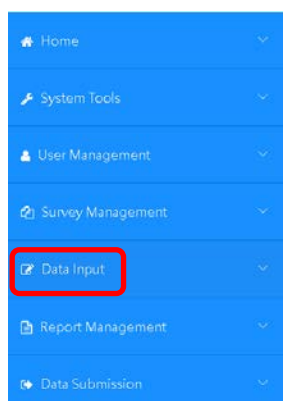 Home
System Tools
User Management
Survey Management
Data Input
Report Management
Data Submission